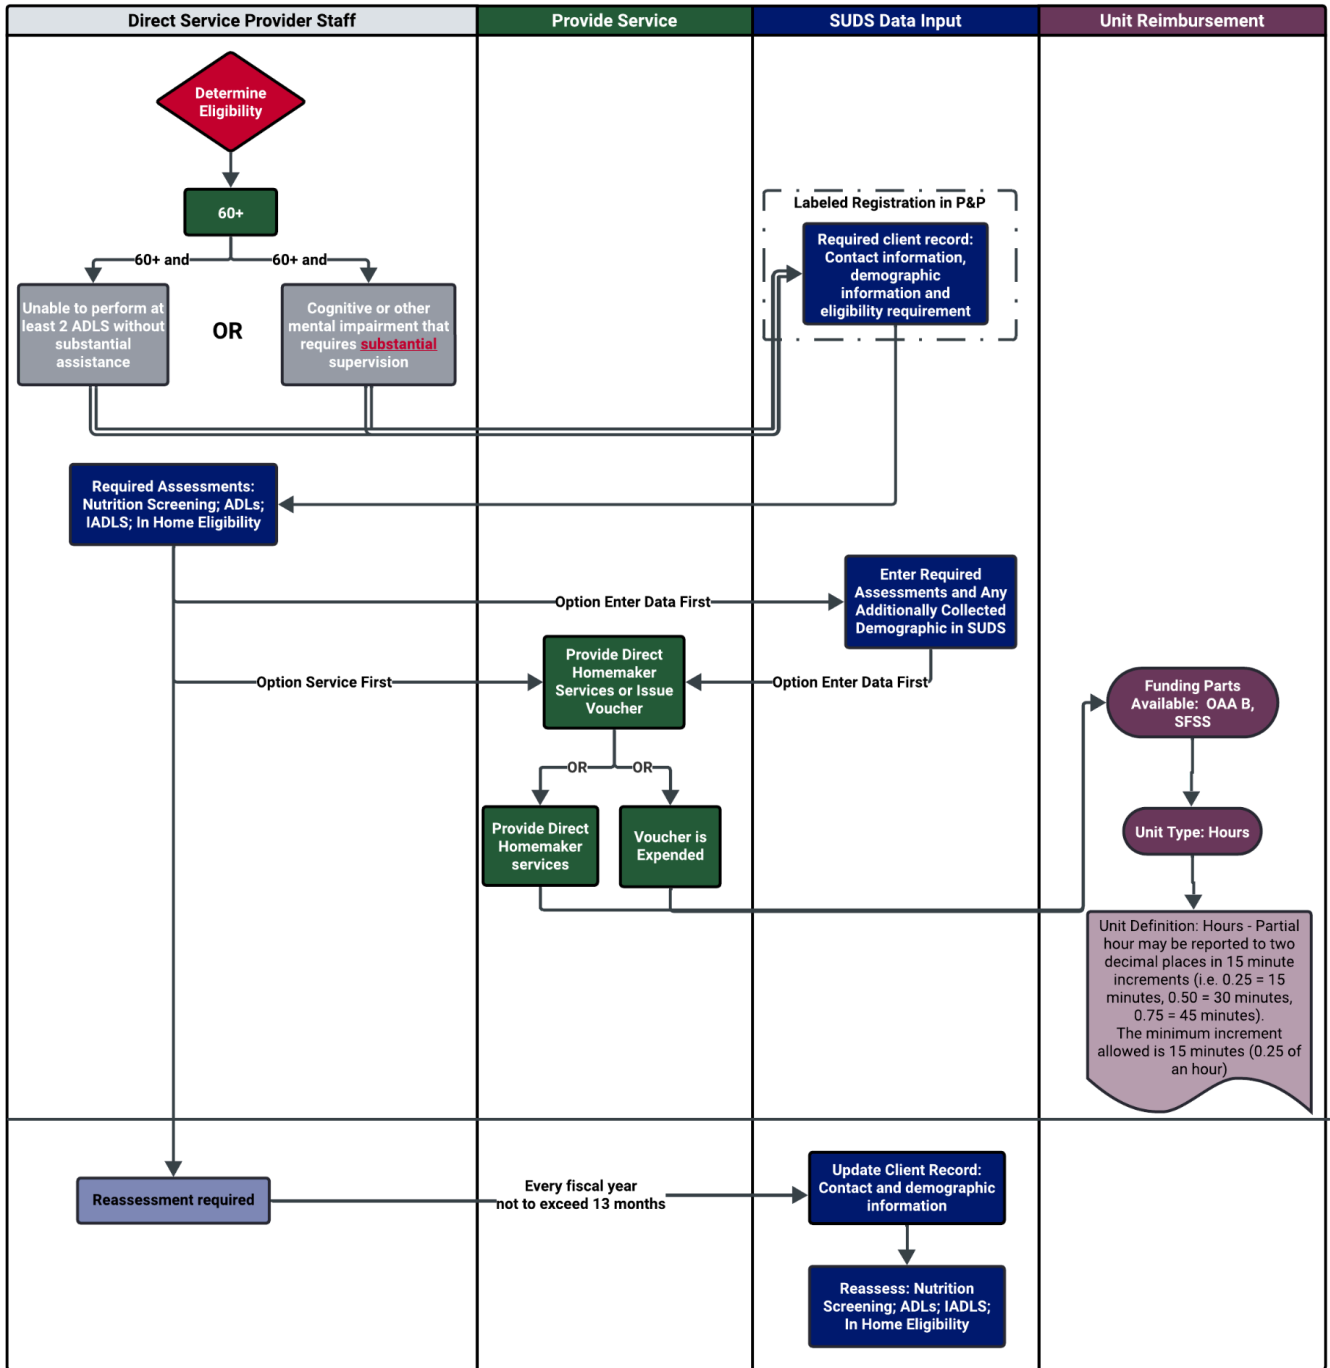 Direct Service Provider Staff
Provide Service
SUDS Data Input
Unit Reimbursement
Determine
Eligibility
60+
60+ and
60+ and
Unable to perform at
least 2 ADLS without
substantial
assistance
OR
Cognitive or other
mental impairment that
requires substantial
supervision
Labeled Registration in P&P
Required client record:
Contact information,
demographic
information and
eligibility requirement
Required Assessments:
Nutrition Screening; ADLs;
IADLS; In Home Eligibility
Option Enter Data First
Enter Required
Assessments and Any
Additionally Collected
Demographic in SUDS
Option Service First
Provide Direct
Homemaker
Services or Issue
Voucher
Option Enter Data First
OR
OR
Provide Direct
Homemaker
services
Voucher is
Expended
Funding Parts
Available:  OAA B,
SFSS
Unit Type: Hours
Unit Definition: Hours - Partial
hour may be reported to two
decimal places in 15 minute
increments (i.e. 0.25 = 15
minutes, 0.50 = 30 minutes,
0.75 = 45 minutes).
The minimum increment
allowed is 15 minutes (0.25 of
an hour)
Reassessment required
Every fiscal year
not to exceed 13 months
Update Client Record:
Contact and demographic
information
Reassess: Nutrition
Screening; ADLs; IADLS;
In Home Eligibility